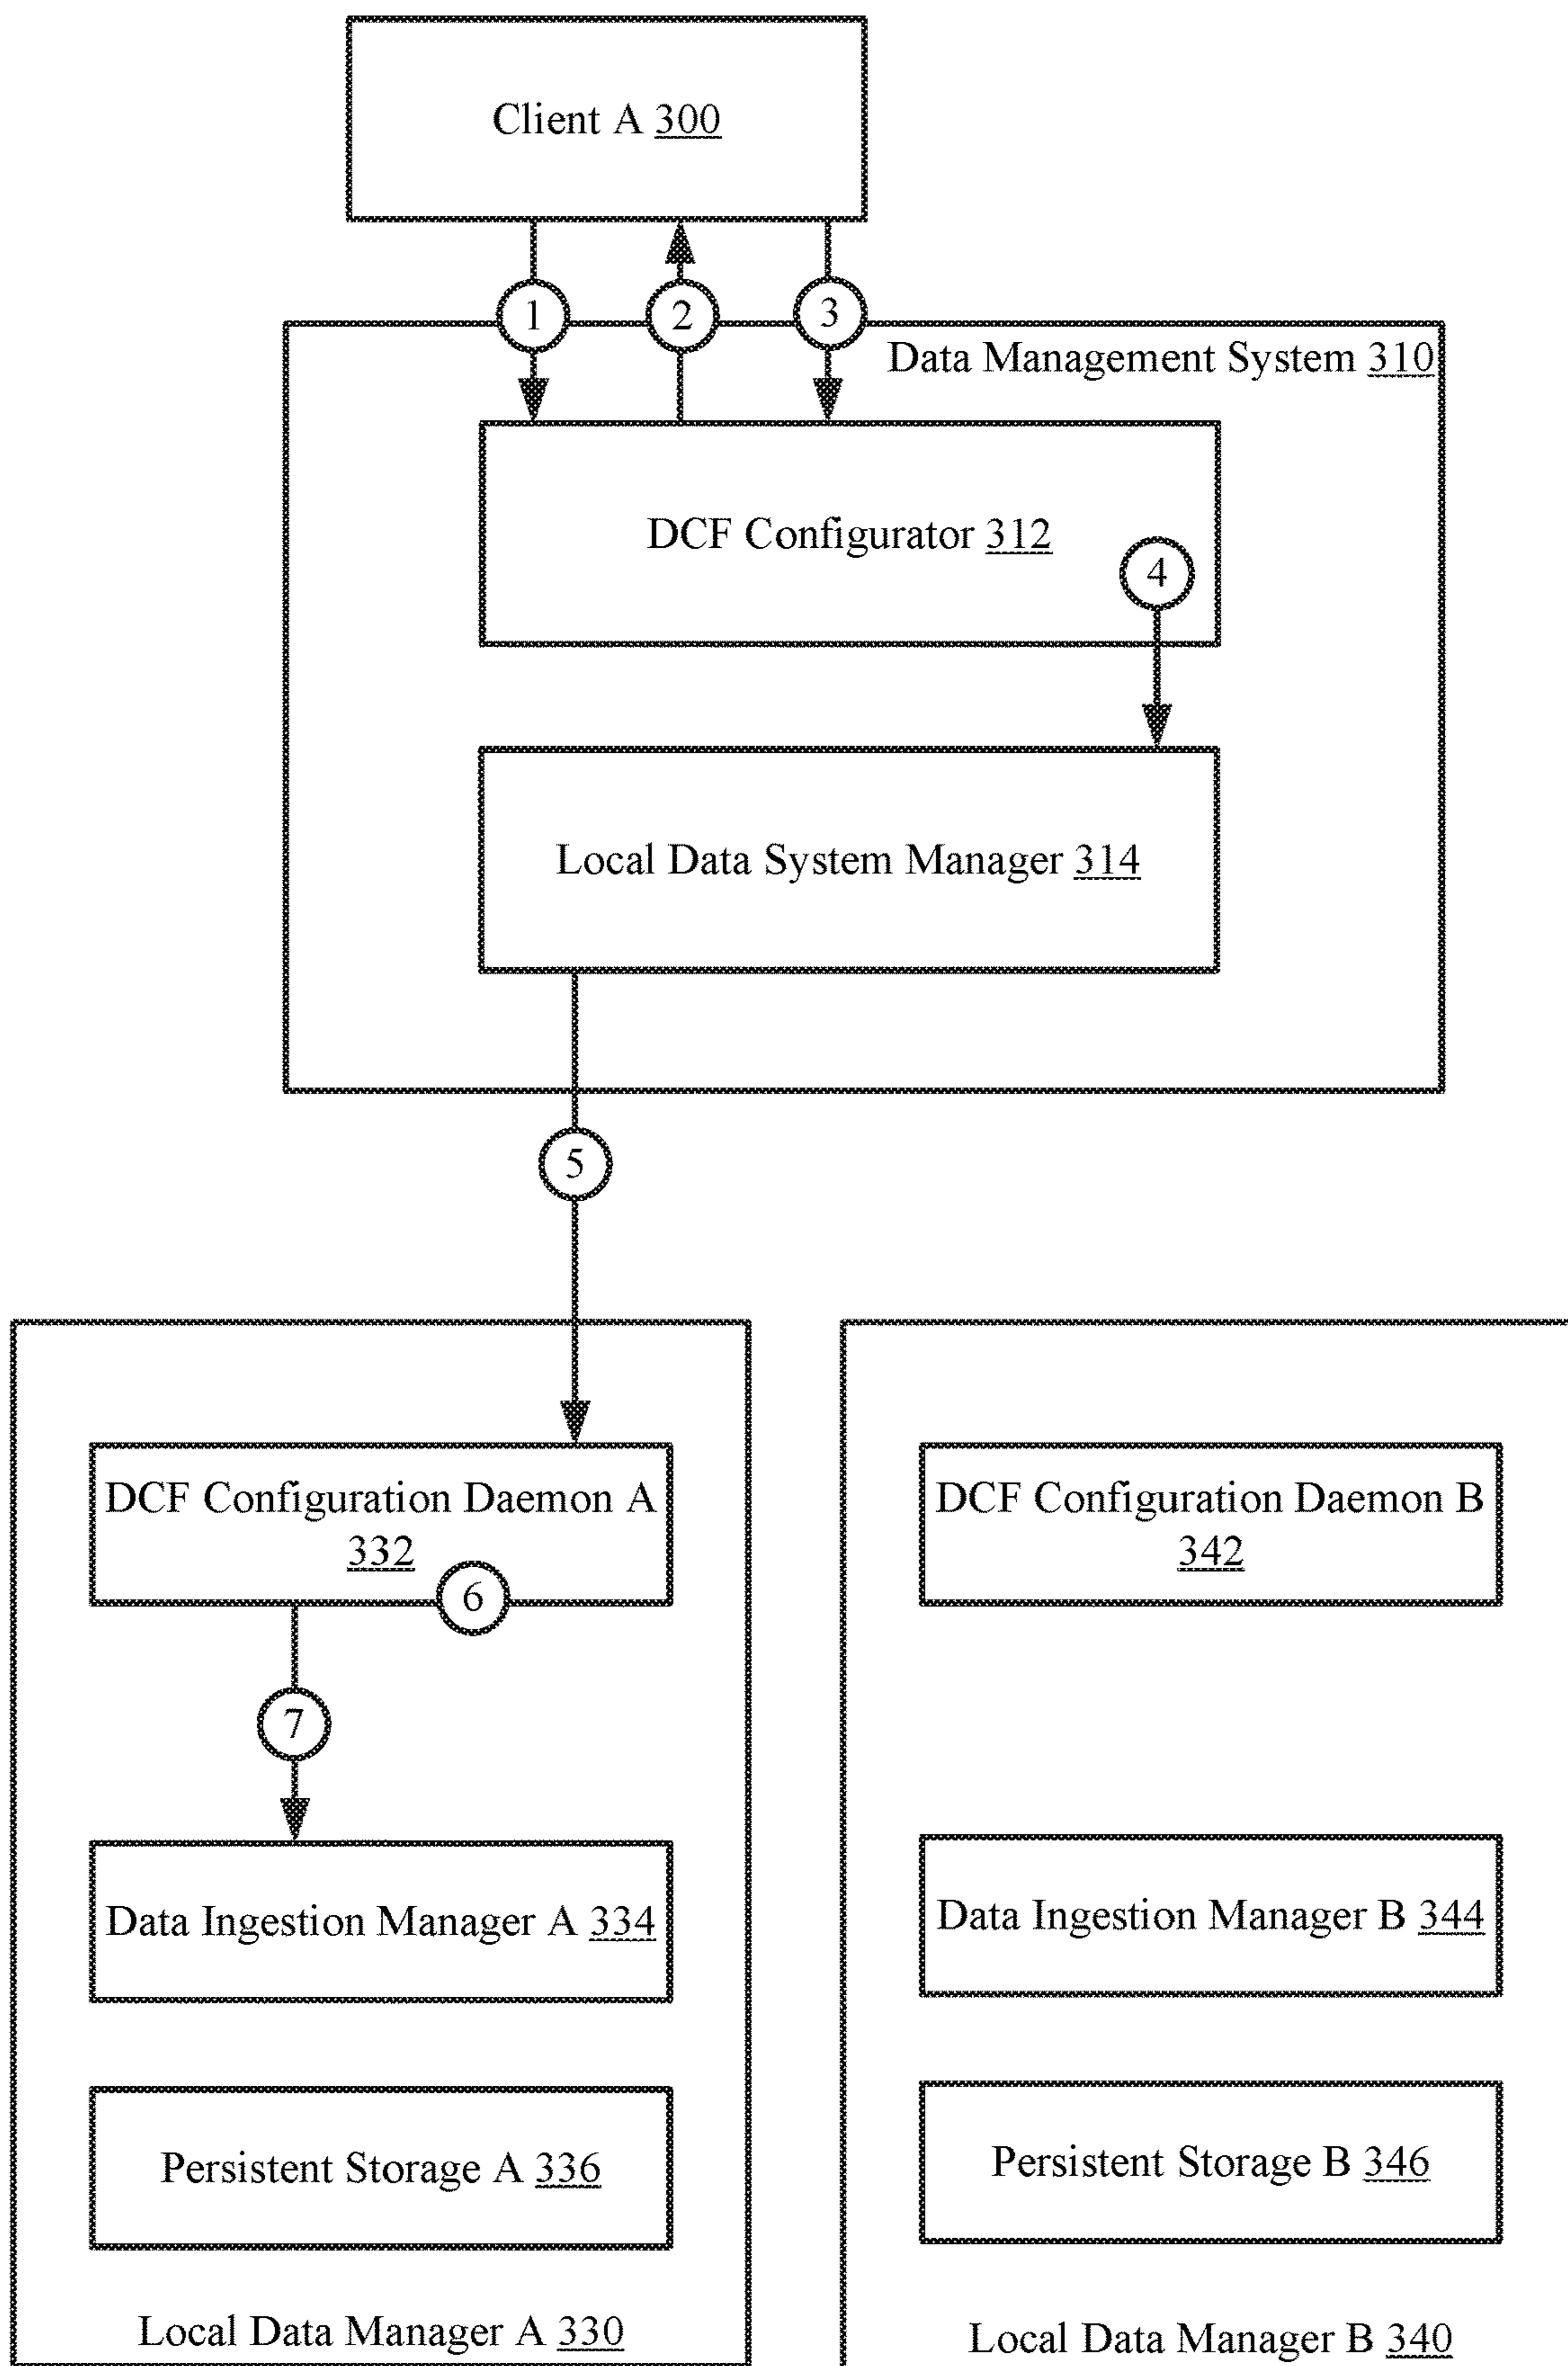 Client A 300
1
2
3
Data Management System 310
DCF Configurator 312
4
Local Data System Manager 314
5
DCF Configuration Daemon A
332
6
7
Data Ingestion Manager A 334
Persistent Storage A 336
Local Data Manager A 330
DCF Configuration Daemon B
342
Data Ingestion Manager B 344
Persistent Storage B 346
Local Data Manager B 340